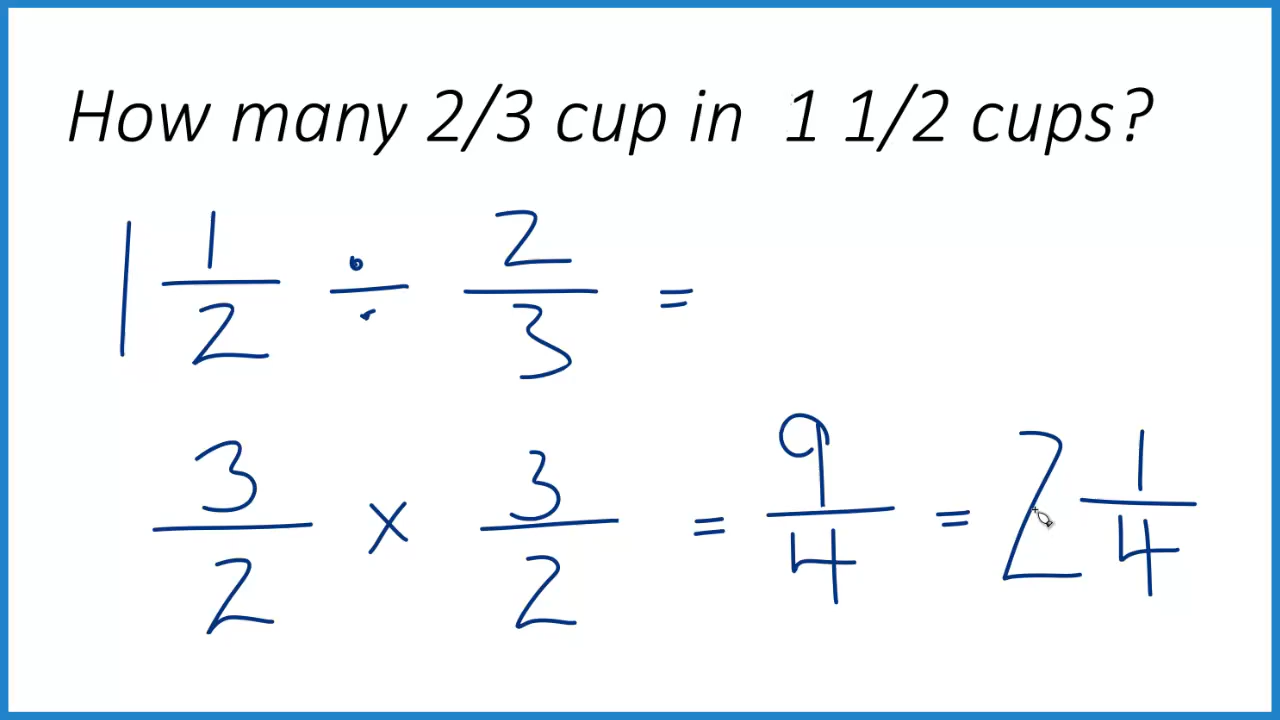 How many 2/3 cup in 1 1/2 cups?
1 1/2 ÷ 2/3 =
3/2 × 3/2 = 9/4 = 2 1/4